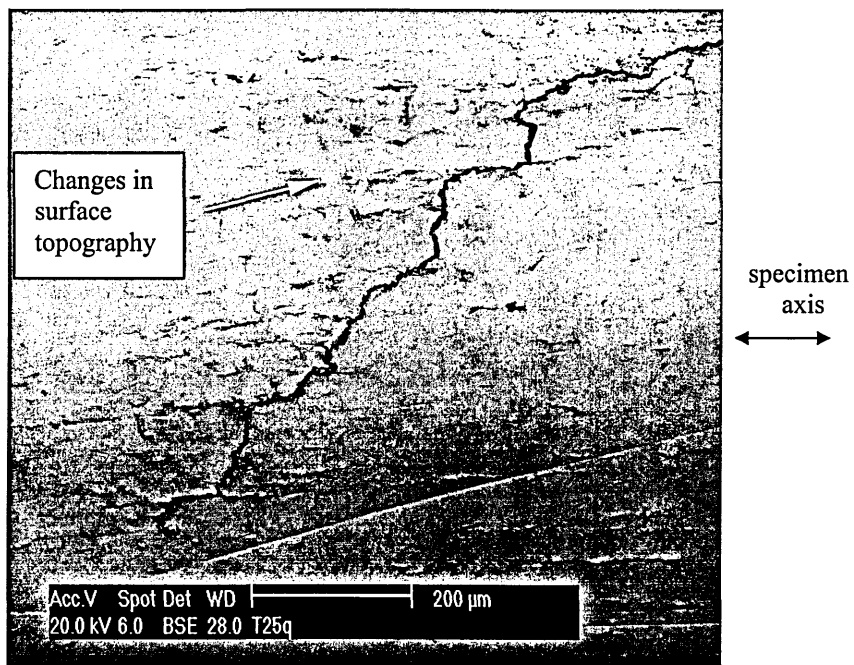 Changes in
surface
topography
specimen
axis
Acc.V Spot Det WD 200 µm
20.0 kV 6.0 BSE 28.0 T25q